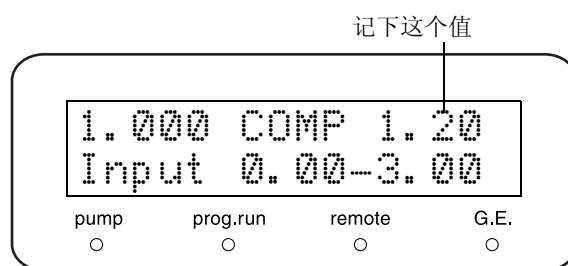 记下这个值
1.000 COMP 1.20
Input 0.00-3.00
pump prog.run remote G.E.